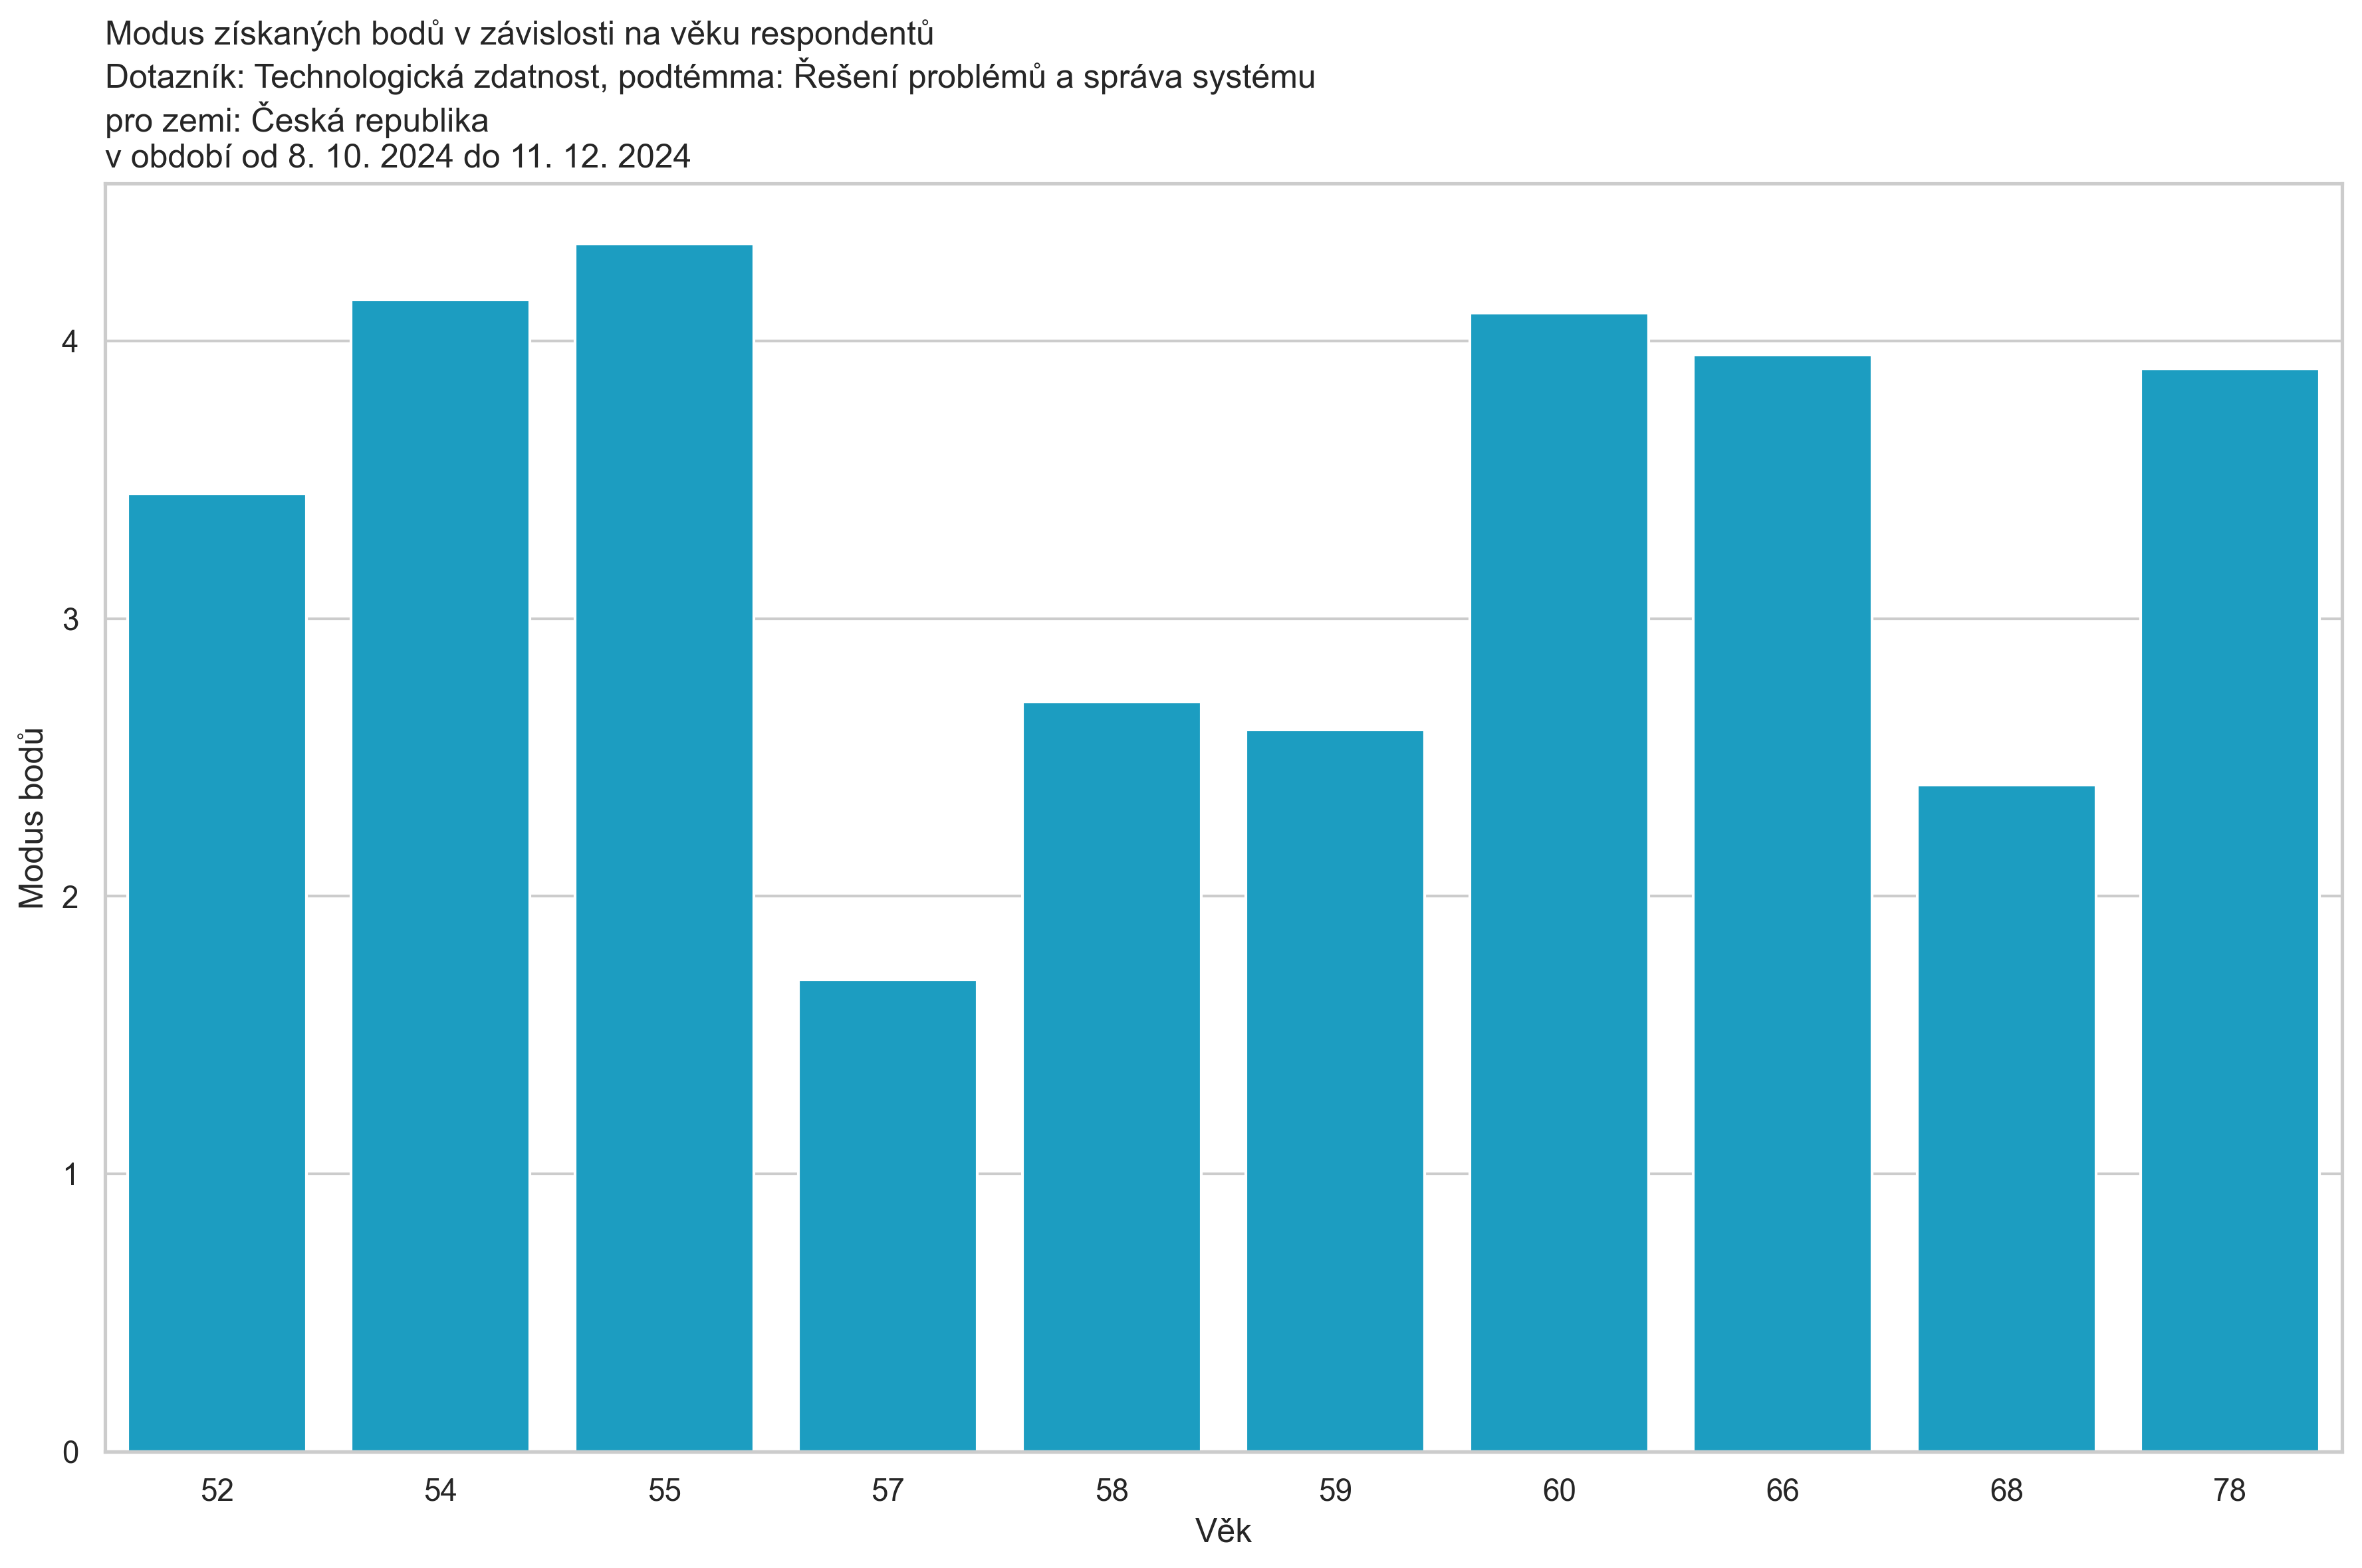 Modus získaných bodů v závislosti na věku respondentů
Dotazník: Technologická zdatnost, podtémma: Řešení problémů a správa systému
pro zemi: Česká republika
v období od 8. 10. 2024 do 11. 12. 2024
4
3
2
1
0
Modus bodů
52 54 55 57 58 59 60 66 68 78
Věk